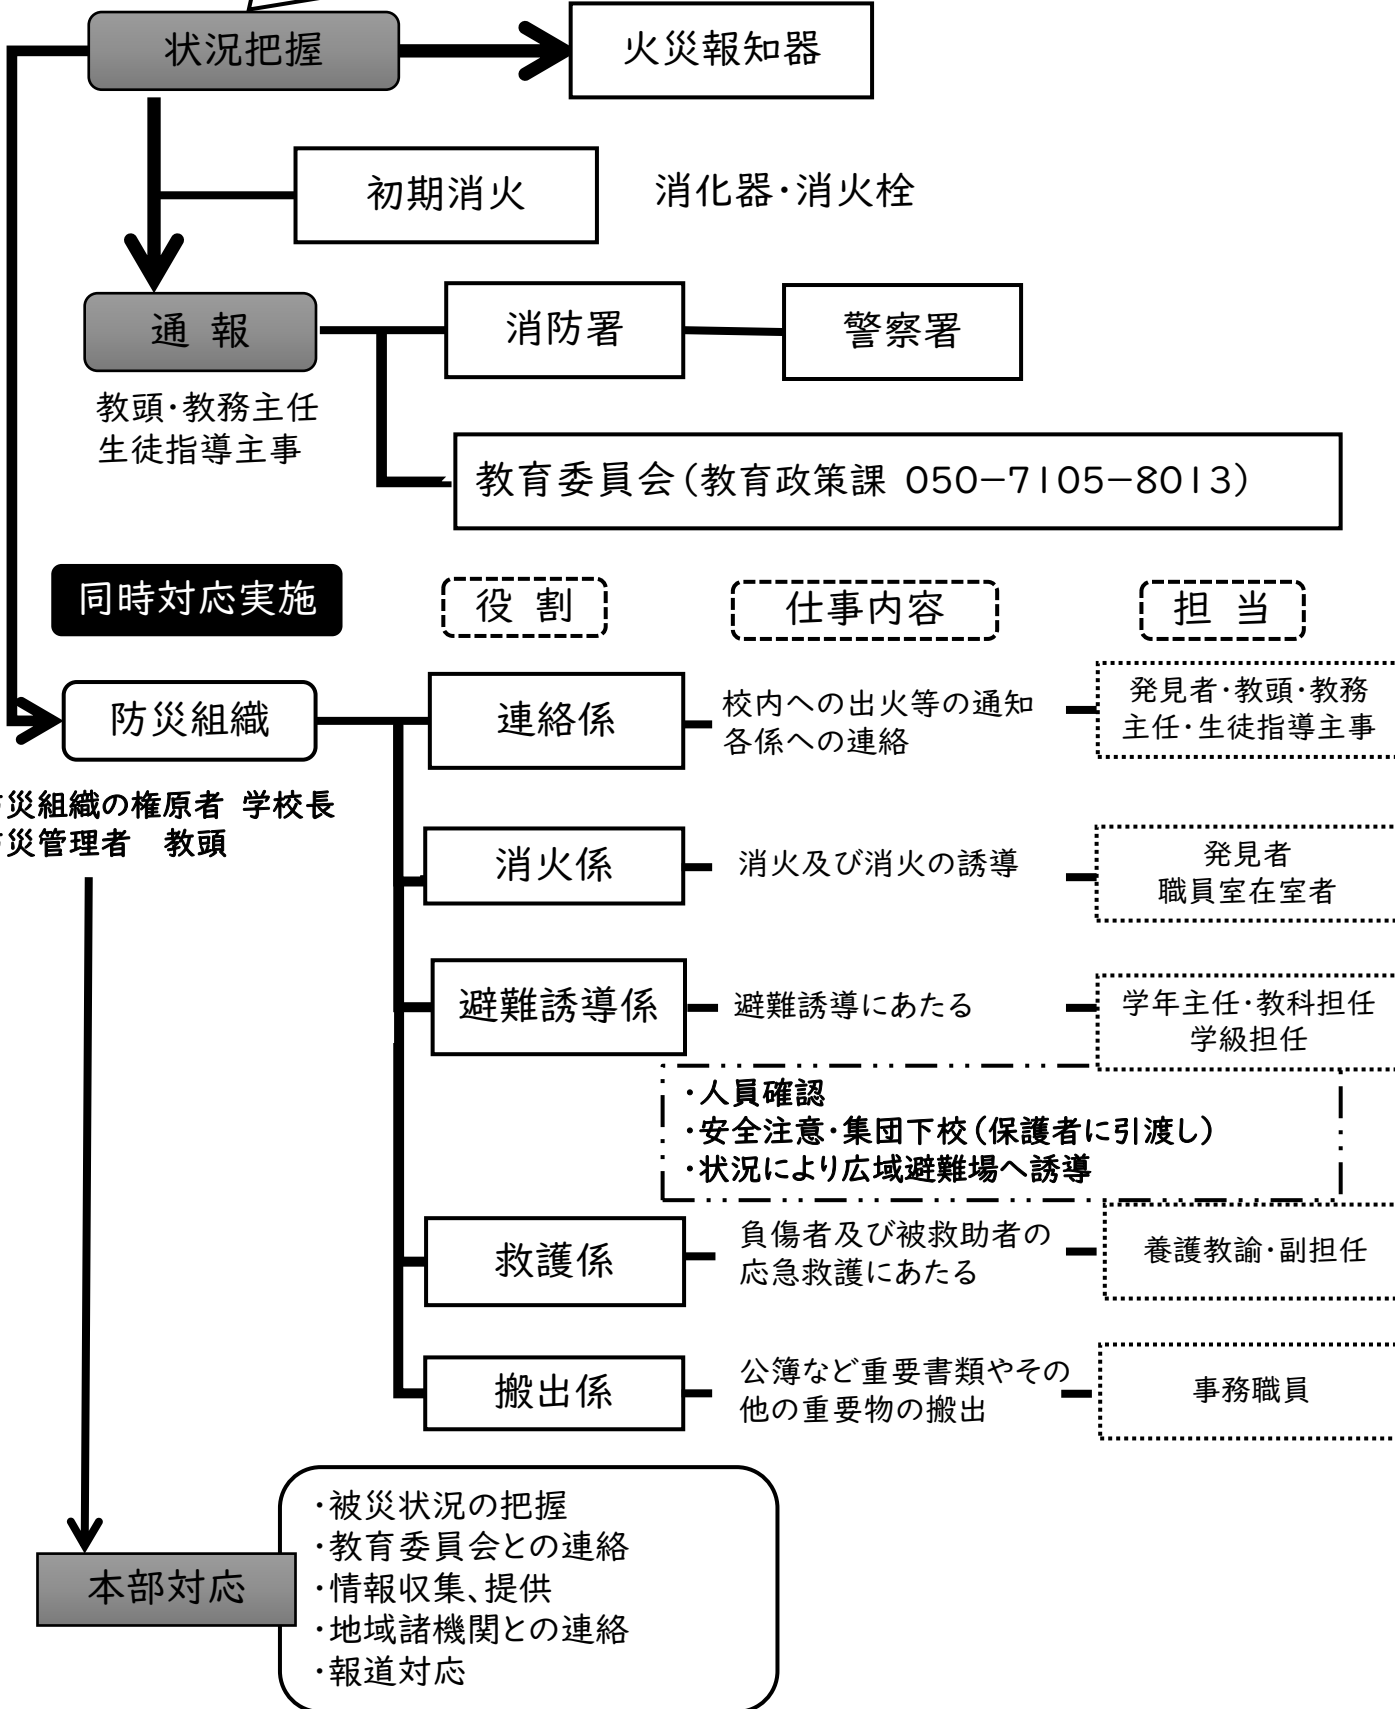 状況把握
火災報知器
初期消火
消化器・消火栓
通 報
消防署
警察署
教頭・教務主任
生徒指導主事
教育委員会(教育政策課 050-7105-8013)
同時対応実施
役 割
仕事内容
担 当
防災組織
連絡係
校内への出火等の通知
各係への連絡
発見者・教頭・教務
主任・生徒指導主事
災組織の権原者 学校長
災管理者 教頭
消火係
消火及び消火の誘導
発見者
職員室在室者
避難誘導係
避難誘導にあたる
学年主任・教科担任
学級担任
・人員確認
・安全注意・集団下校(保護者に引渡し)
・状況により広域避難場へ誘導
救護係
負傷者及び被救助者の
応急救護にあたる
養護教諭・副担任
搬出係
公簿など重要書類やその
他の重要物の搬出
事務職員
本部対応
・被災状況の把握
・教育委員会との連絡
・情報収集、提供
・地域諸機関との連絡
・報道対応